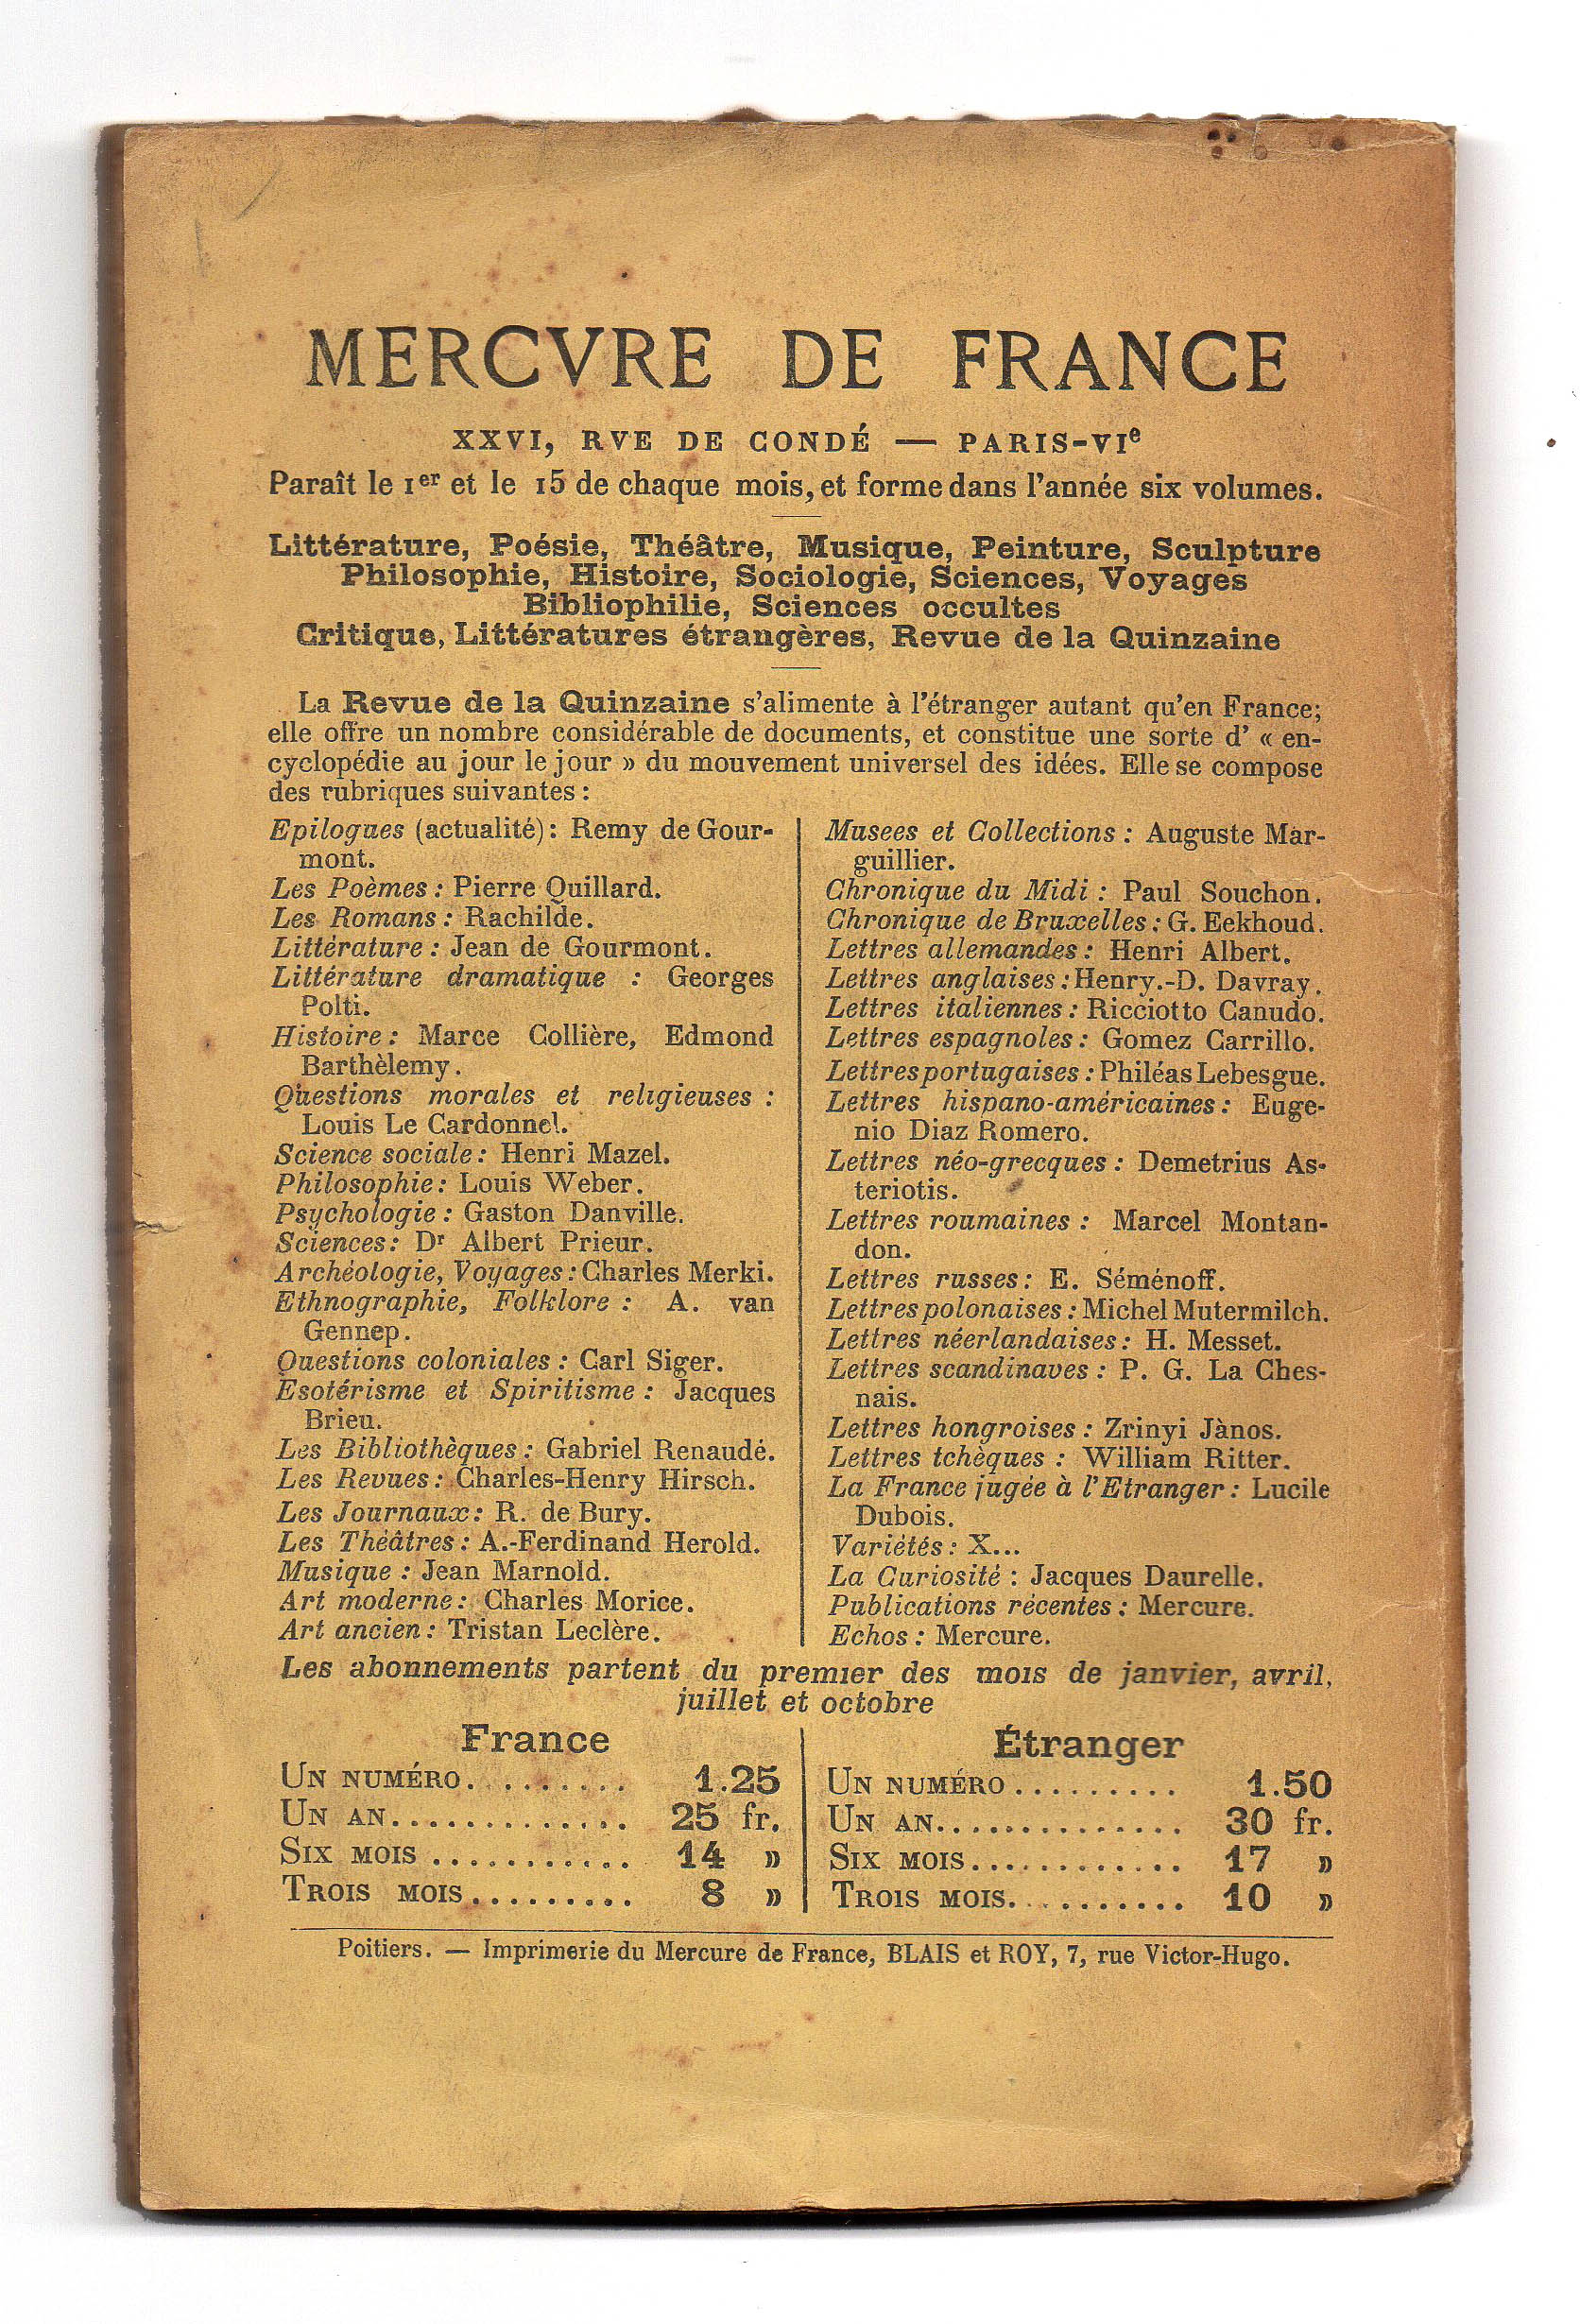 MERCVRE DE FRANCE
XXVI, RVE DE CONDÉ — PARIS-VIe
Paraît le 1er et le 15 de chaque mois, et forme dans l'année six volumes.
Littérature, Poésie, Théâtre, Musique, Peinture, Sculpture
Philosophie, Histoire, Sociologie, Sciences, Voyages
Bibliophilie, Sciences occultes
Critique, Littératures étrangères, Revue de la Quinzaine
La Revue de la Quinzaine s'alimente à l'étranger autant qu'en France;
elle offre un nombre considérable de documents, et constitue une sorte d' « en-
cyclopédie au jour le jour » du mouvement universel des idées. Elle se compose
des rubriques suivantes :
Epilogues (actualité) : Remy de Gour-
mont.
Les Poèmes : Pierre Quillard.
Les Romans : Rachilde.
Littérature : Jean de Gourmont.
Littérature dramatique : Georges
Polti.
Histoire : Marce Collière, Edmond
Barthèlemy.
Questions morales et religieuses :
Louis Le Cardonnel.
Science sociale : Henri Mazel.
Philosophie : Louis Weber.
Psychologie : Gaston Danville.
Sciences : Dr Albert Prieur.
Archéologie, Voyages : Charles Merki.
Ethnographie, Folklore : A. van
Gennep.
Questions coloniales : Carl Siger.
Esotérisme et Spiritisme : Jacques
Brieu.
Les Bibliothèques : Gabriel Renaudé.
Les Revues : Charles-Henry Hirsch.
Les Journaux : R. de Bury.
Les Théâtres : A.-Ferdinand Herold.
Musique : Jean Marnold.
Art moderne : Charles Morice.
Art ancien : Tristan Leclère.
Musees et Collections : Auguste Mar-
guillier.
Chronique du Midi : Paul Souchon.
Chronique de Bruxelles : G. Eekhoud.
Lettres allemandes : Henri Albert.
Lettres anglaises : Henry.-D. Davray.
Lettres italiennes : Ricciotto Canudo.
Lettres espagnoles : Gomez Carrillo.
Lettres portugaises : Philéas Lebesgue.
Lettres hispano-américaines : Euge-
nio Diaz Romero.
Lettres néo-grecques : Demetrius As-
teriotis.
Lettres roumaines : Marcel Montan-
don.
Lettres russes : E. Séménoff.
Lettres polonaises : Michel Mutermilch.
Lettres néerlandaises : H. Messet.
Lettres scandinaves : P. G. La Ches-
nais.
Lettres hongroises : Zrinyi Jànos.
Lettres tchèques : William Ritter.
La France jugée à l'Etranger : Lucile
Dubois.
Variétés : X...
La Curiosité : Jacques Daurelle.
Publications récentes : Mercure.
Echos : Mercure.
Les abonnements partent du premier des mois de janvier, avril,
juillet et octobre
France
UN NUMÉRO......... 1.25
UN AN............. 25 fr.
SIX MOIS ........... 14 »
TROIS MOIS......... 8 »
Étranger
UN NUMÉRO......... 1.50
UN AN.............. 30 fr.
SIX MOIS............ 17 »
TROIS MOIS.......... 10 »
Poitiers. — Imprimerie du Mercure de France, BLAIS et ROY, 7, rue Victor-Hugo.